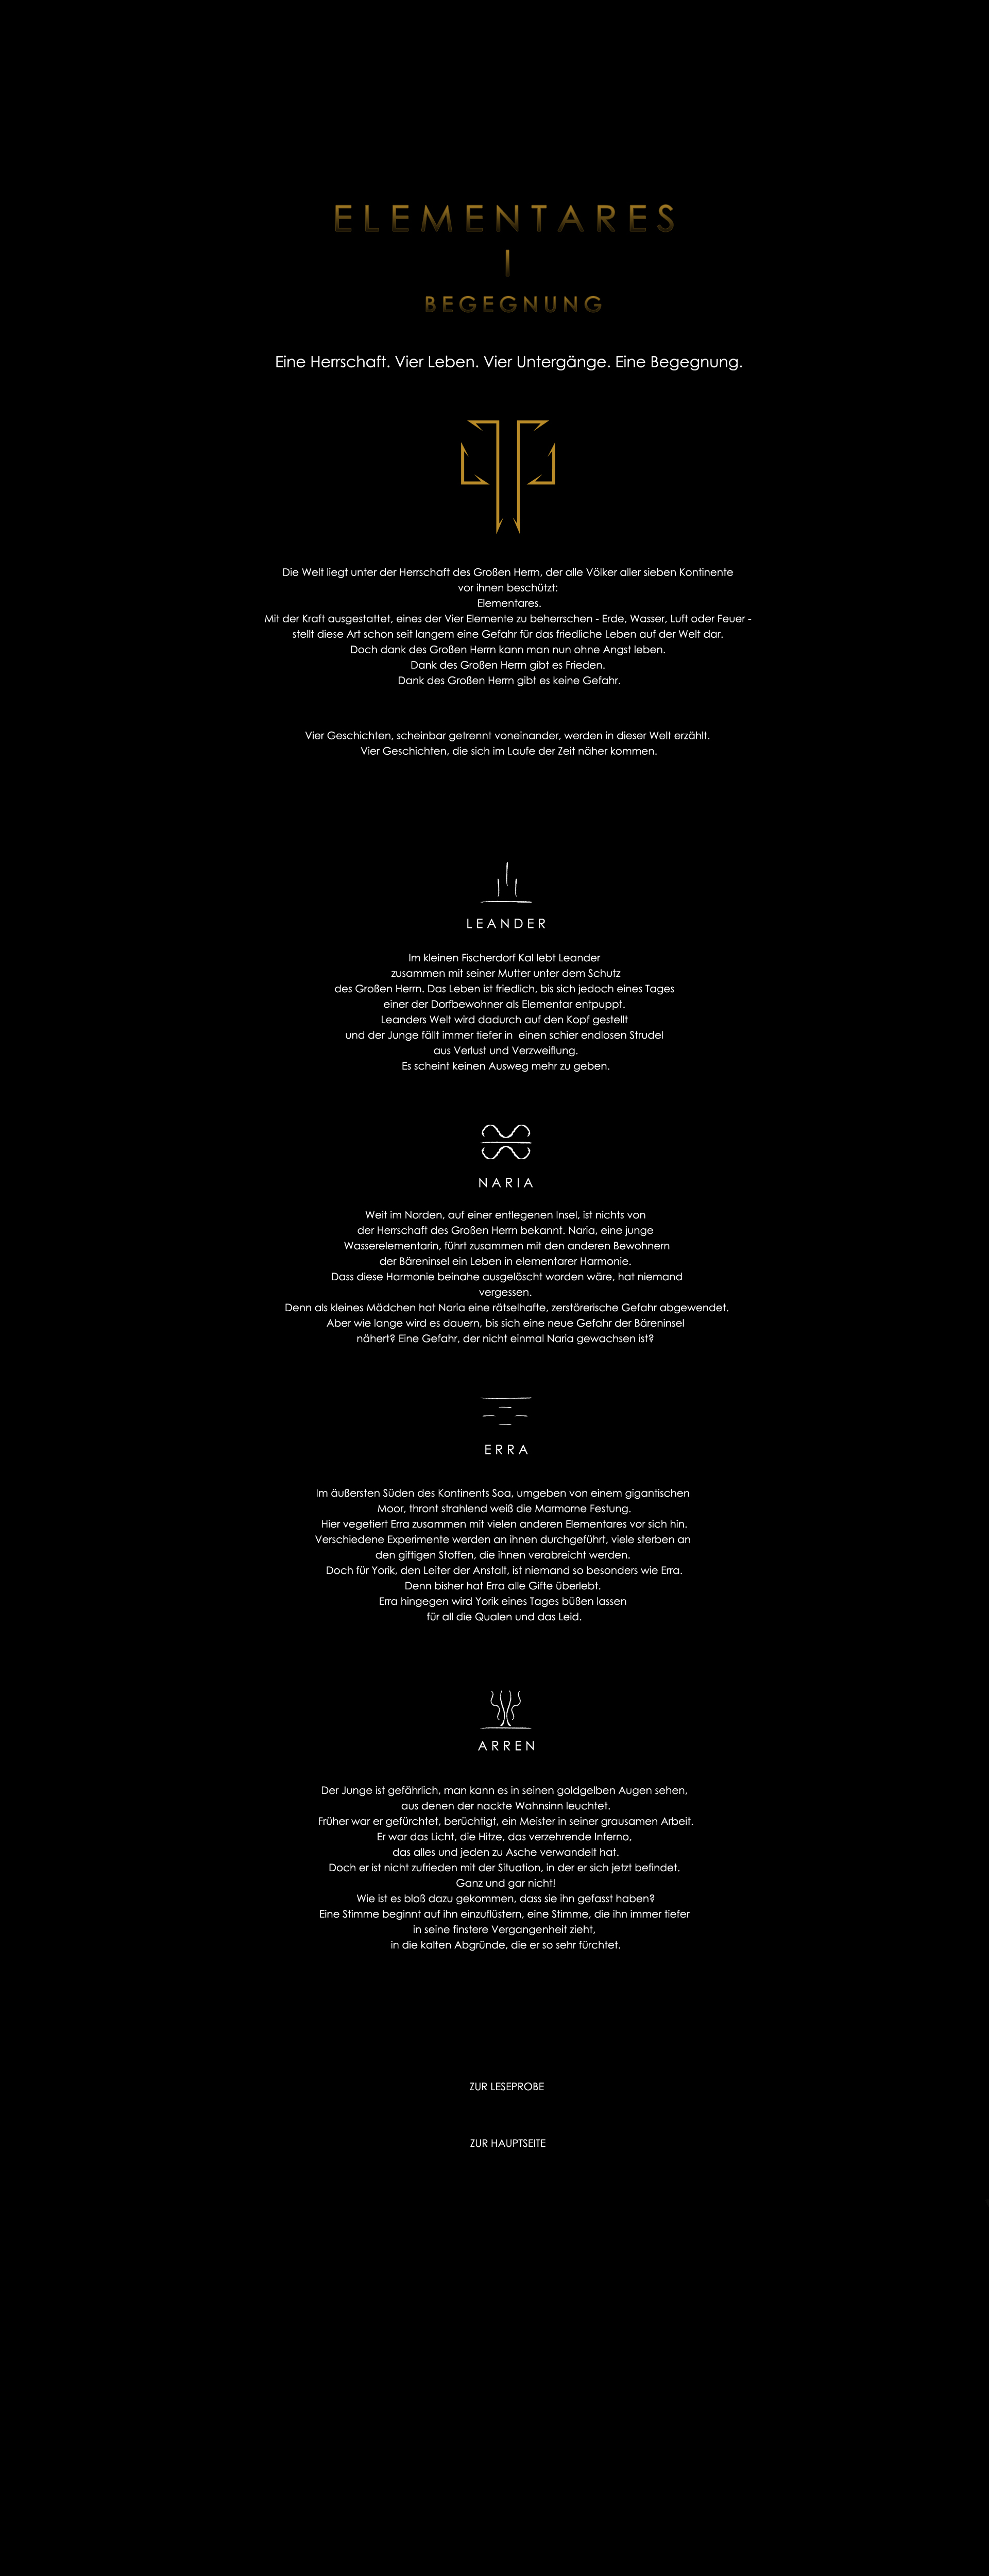 ELEMENTARES
I
BEGEGNUNG
Eine Herrschaft. Vier Leben. Vier Untergänge. Eine Begegnung.
Die Welt liegt unter der Herrschaft des Großen Herrn, der alle Völker aller sieben Kontinente
vor ihnen beschützt:
Elementares.
Mit der Kraft ausgestattet, eines der Vier Elemente zu beherrschen - Erde, Wasser, Luft oder Feuer -
stellt diese Art schon seit langem eine Gefahr für das friedliche Leben auf der Welt dar.
Doch dank des Großen Herrn kann man nun ohne Angst leben.
Dank des Großen Herrn gibt es Frieden.
Dank des Großen Herrn gibt es keine Gefahr.
Vier Geschichten, scheinbar getrennt voneinander, werden in dieser Welt erzählt.
Vier Geschichten, die sich im Laufe der Zeit näher kommen.
LEANDER
Im kleinen Fischerdorf Kal lebt Leander
zusammen mit seiner Mutter unter dem Schutz
des Großen Herrn. Das Leben ist friedlich, bis sich jedoch eines Tages
einer der Dorfbewohner als Elementar entpuppt.
Leanders Welt wird dadurch auf den Kopf gestellt
und der Junge fällt immer tiefer in  einen schier endlosen Strudel
aus Verlust und Verzweiflung.
Es scheint keinen Ausweg mehr zu geben.
NARIA
Weit im Norden, auf einer entlegenen Insel, ist nichts von
der Herrschaft des Großen Herrn bekannt. Naria, eine junge
Wasserelementarin, führt zusammen mit den anderen Bewohnern
der Bäreninsel ein Leben in elementarer Harmonie.
Dass diese Harmonie beinahe ausgelöscht worden wäre, hat niemand
vergessen.
Denn als kleines Mädchen hat Naria eine rätselhafte, zerstörerische Gefahr abgewendet.
Aber wie lange wird es dauern, bis sich eine neue Gefahr der Bäreninsel
nähert? Eine Gefahr, der nicht einmal Naria gewachsen ist?
ERRA
Im äußersten Süden des Kontinents Soa, umgeben von einem gigantischen
Moor, thront strahlend weiß die Marmorne Festung.
Hier vegetiert Erra zusammen mit vielen anderen Elementares vor sich hin.
Verschiedene Experimente werden an ihnen durchgeführt, viele sterben an
den giftigen Stoffen, die ihnen verabreicht werden.
Doch für Yorik, den Leiter der Anstalt, ist niemand so besonders wie Erra.
Denn bisher hat Erra alle Gifte überlebt.
Erra hingegen wird Yorik eines Tages büßen lassen
für all die Qualen und das Leid.
ARREN
Der Junge ist gefährlich, man kann es in seinen goldgelben Augen sehen,
aus denen der nackte Wahnsinn leuchtet.
Früher war er gefürchtet, berüchtigt, ein Meister in seiner grausamen Arbeit.
Er war das Licht, die Hitze, das verzehrende Inferno,
das alles und jeden zu Asche verwandelt hat.
Doch er ist nicht zufrieden mit der Situation, in der er sich jetzt befindet.
Ganz und gar nicht!
Wie ist es bloß dazu gekommen, dass sie ihn gefasst haben?
Eine Stimme beginnt auf ihn einzuflüstern, eine Stimme, die ihn immer tiefer
in seine finstere Vergangenheit zieht,
in die kalten Abgründe, die er so sehr fürchtet.
ZUR LESEPROBE
ZUR HAUPTSEITE